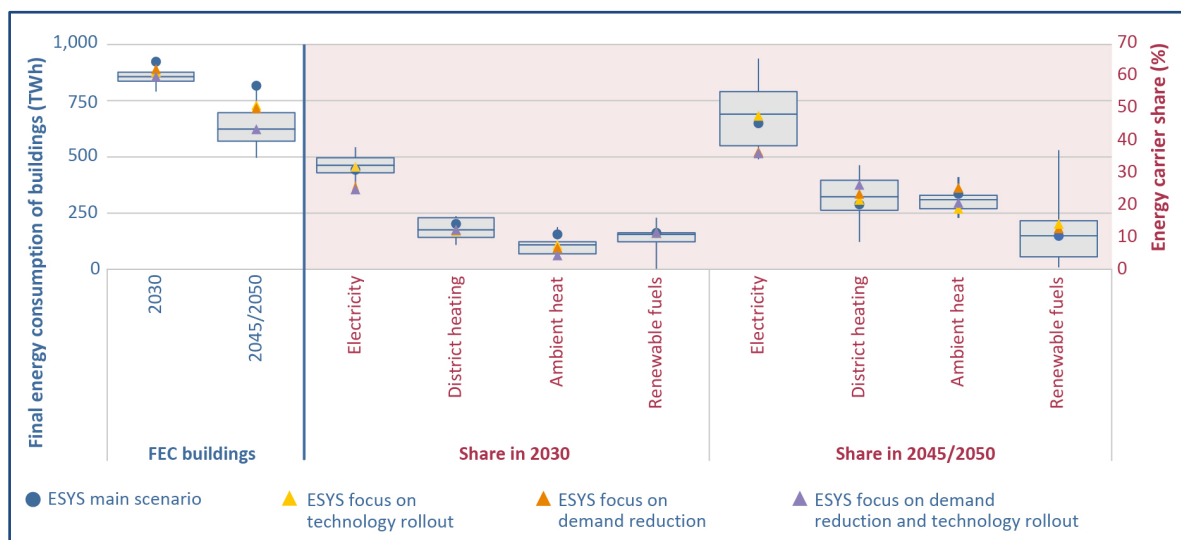 Final energy consumption of buildings (TWh)
1,000
750
500
250
0
70
60
50
40
30
20
10
0
Energy carrier share (%)
2030
2045/2050
Electricity
District heating
Ambient heat
Renewable fuels
Electricity
District heating
Ambient heat
Renewable fuels
FEC buildings
Share in 2030
Share in 2045/2050
ESYS main scenario
ESYS focus on
technology rollout
ESYS focus on
demand reduction
ESYS focus on demand
reduction and technology rollout